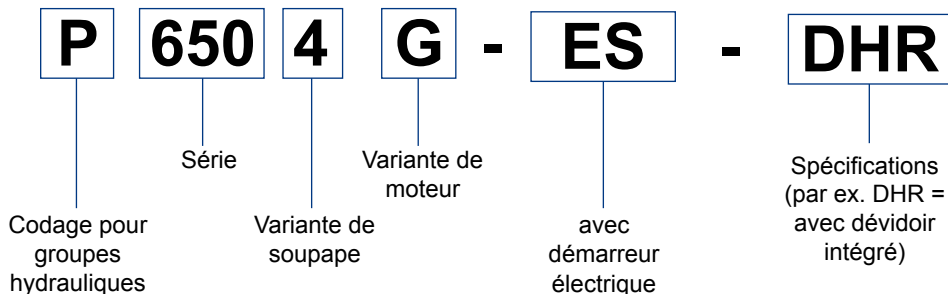 P 650 4 G - ES - DHR
Série
Variante de
moteur
Spécifications
(par ex. DHR =
avec dévidoir
intégré)
Codage pour
groupes
hydrauliques
Variante de
soupape
avec
démarreur
électrique